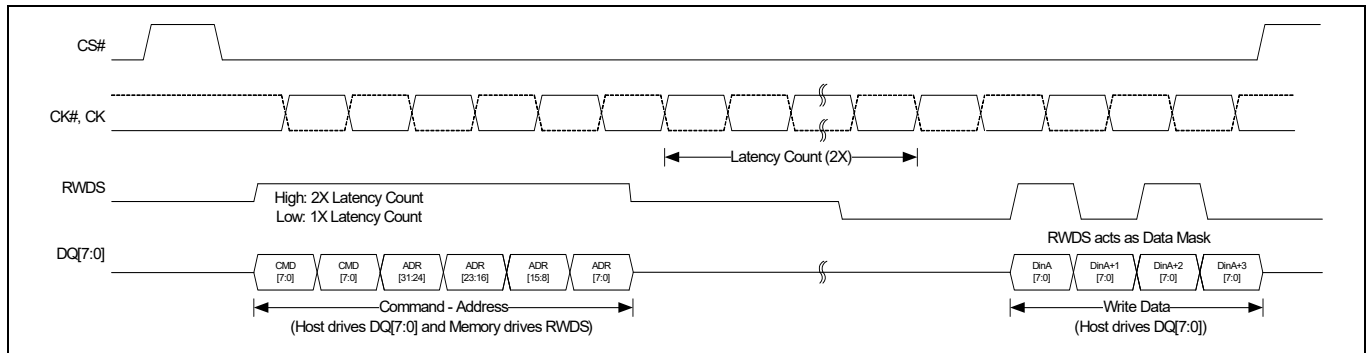 CS#
CK#, CK
Latency Count (2X)
RWDS
High: 2X Latency Count
Low: 1X Latency Count
RWDS acts as Data Mask
DQ[7:0]
CMD [7:0]
CMD [7:0]
ADR [31:24]
ADR [23:16]
ADR [15:8]
ADR [7:0]
DinA [7:0]
DinA+1 [7:0]
DinA+2 [7:0]
DinA+3 [7:0]
Command - Address
(Host drives DQ[7:0] and Memory drives RWDS)
Write Data
(Host drives DQ[7:0])